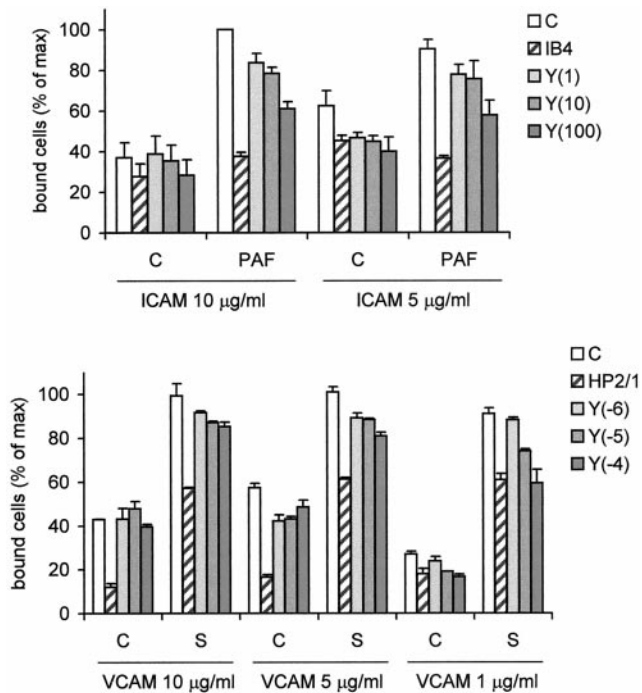 bound cells (% of max)
100
80
60
40
20
0
C
IB4
Y(1)
Y(10)
Y(100)
C PAF C PAF
ICAM 10 μg/ml ICAM 5 μg/ml
bound cells (% of max)
100
80
60
40
20
0
C
HP2/1
Y(-6)
Y(-5)
Y(-4)
C S C S C S
VCAM 10 μg/ml VCAM 5 μg/ml VCAM 1 μg/ml